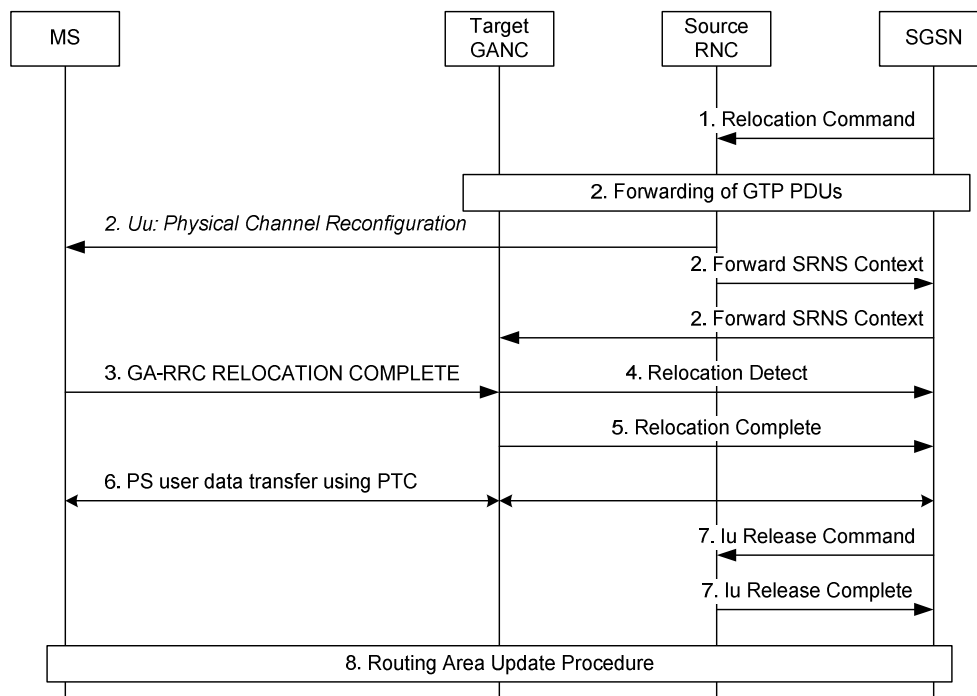 MS
Target
GANC
Source
RNC
SGSN
1. Relocation Command
2. Forwarding of GTP PDUs
2. Uu: Physical Channel Reconfiguration
2. Forward SRNS Context
2. Forward SRNS Context
3. GA-RRC RELOCATION COMPLETE
4. Relocation Detect
5. Relocation Complete
6. PS user data transfer using PTC
7. Iu Release Command
7. Iu Release Complete
8. Routing Area Update Procedure